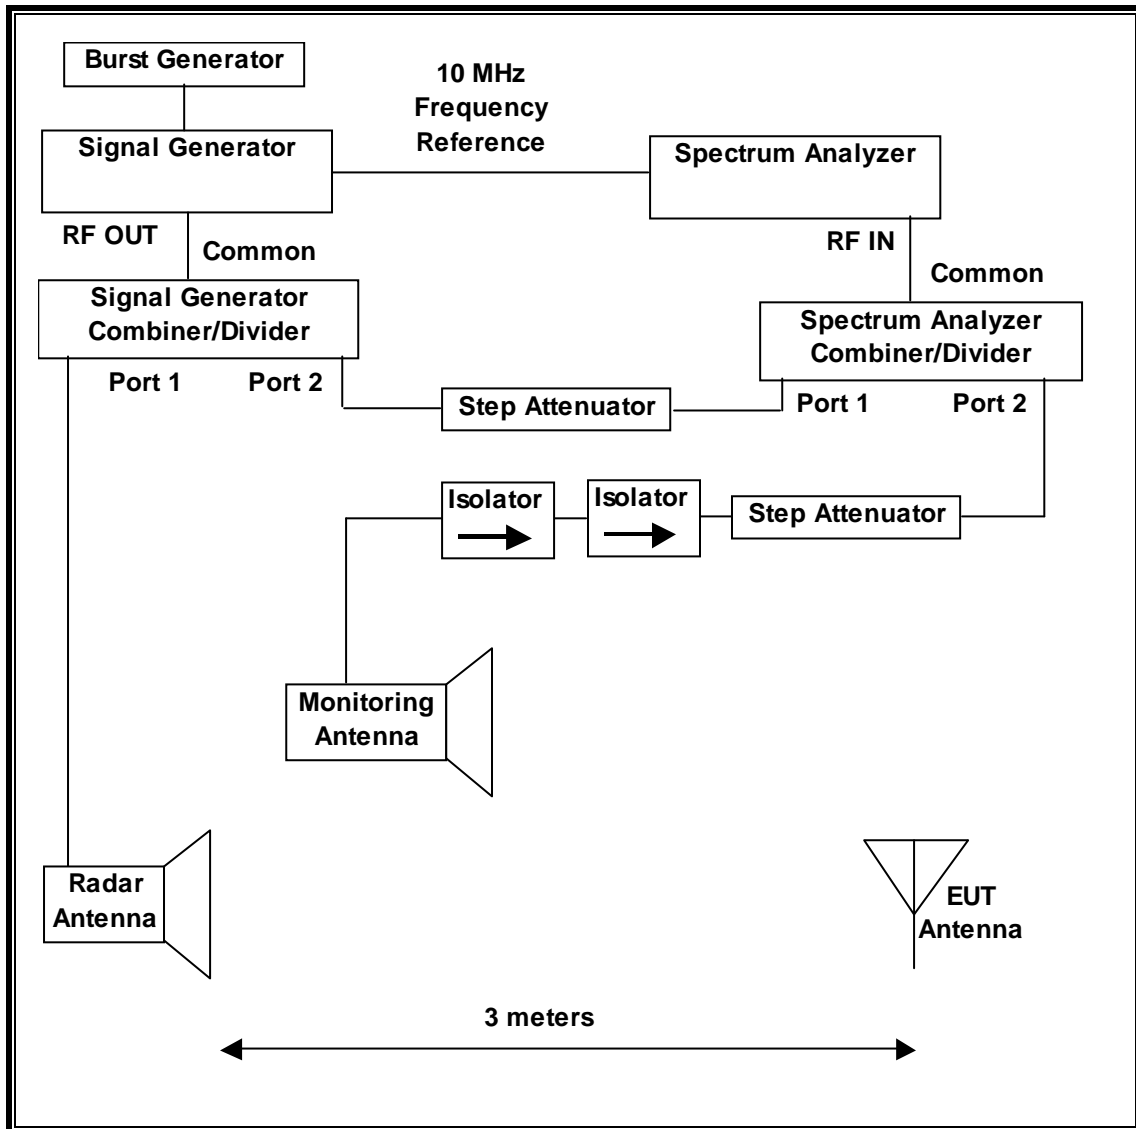 Burst Generator
10 MHz
Frequency
Reference
Signal Generator
Spectrum Analyzer
RF OUT
Common
RF IN
Common
Signal Generator
Combiner/Divider
Spectrum Analyzer
Combiner/Divider
Port 1
Port 2
Step Attenuator
Port 1
Port 2
Isolator
Isolator
Step Attenuator
Monitoring
Antenna
Radar
Antenna
EUT
Antenna
3 meters